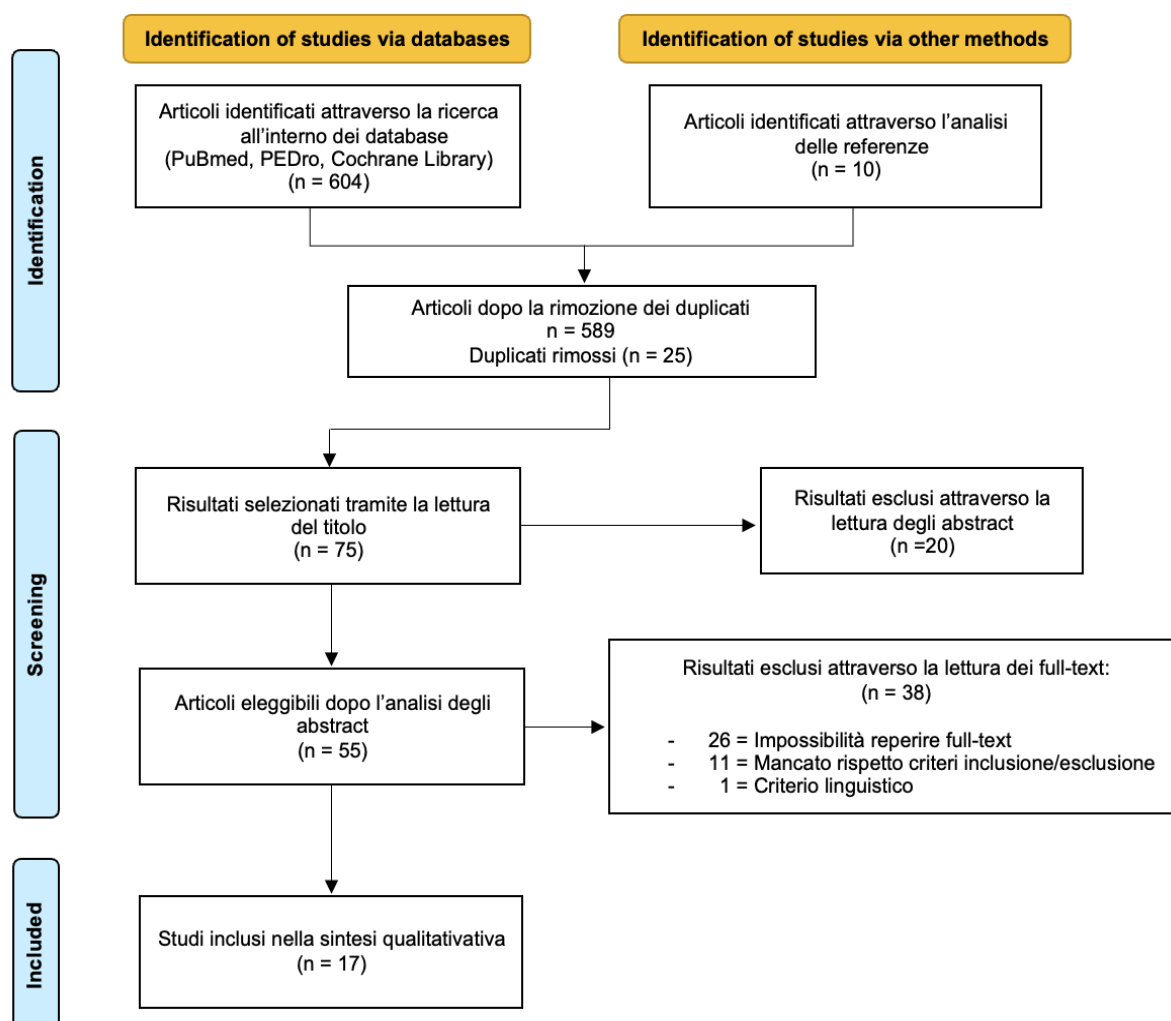 Identification of studies via databases
Identification of studies via other methods
Identification
Articoli identificati attraverso la ricerca
all'interno dei database
(PuBmed, PEDro, Cochrane Library)
(n = 604)
Articoli identificati attraverso l'analisi
delle referenze
(n = 10)
Articoli dopo la rimozione dei duplicati
n = 589
Duplicati rimossi (n = 25)
Screening
Risultati selezionati tramite la lettura
del titolo
(n = 75)
Risultati esclusi attraverso la
lettura degli abstract
(n =20)
Articoli eleggibili dopo l'analisi degli
abstract
(n = 55)
Risultati esclusi attraverso la lettura dei full-text:
(n = 38)
- 26 = Impossibilità reperire full-text
- 11 = Mancato rispetto criteri inclusione/esclusione
- 1 = Criterio linguistico
Included
Studi inclusi nella sintesi qualitativativa
(n = 17)